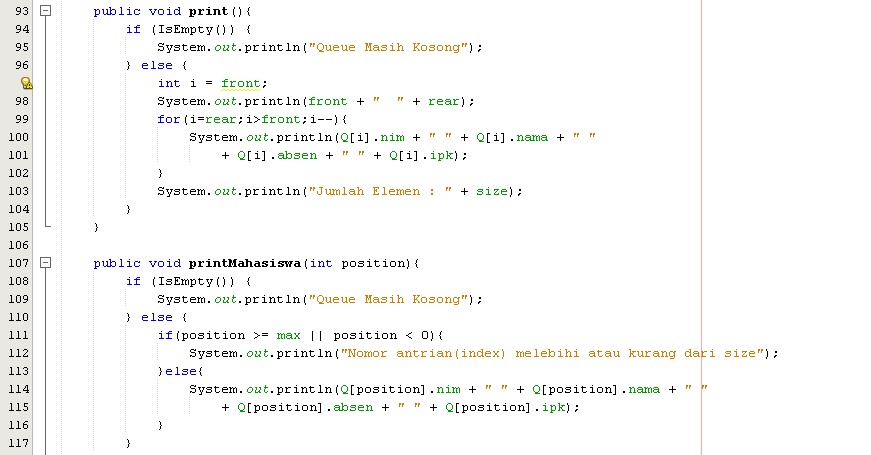 93 public void print(){
94 if (IsEmpty()) {
95 System.out.println("Queue Masih Kosong");
96 } else {
int i = front;
98 System.out.println(front + "  " + rear);
99 for(i=rear;i>front;i--){
100 System.out.println(Q[i].nim + " " + Q[i].nama + " "
101 + Q[i].absen + " " + Q[i].ipk);
102 }
103 System.out.println("Jumlah Elemen : " + size);
104 }
105 }
106
107 public void printMahasiswa(int position){
108 if (IsEmpty()) {
109 System.out.println("Queue Masih Kosong");
110 } else {
111 if(position >= max || position < 0){
112 System.out.println("Nomor antrian(index) melebihi atau kurang dari size");
113 }else{
114 System.out.println(Q[position].nim + " " + Q[position].nama + " "
115 + Q[position].absen + " " + Q[position].ipk);
116 }
117 }